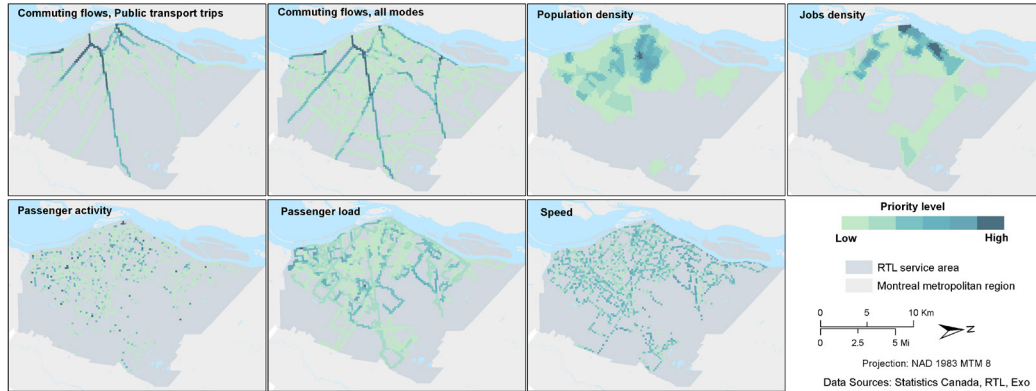 Commuting flows, Public transport trips
Commuting flows, all modes
Population density
Jobs density
Passenger activity
Passenger load
Speed
Priority level
Low
High
RTL service area
Montreal metropolitan region
0 5 10 Km
0 2.5 5 Mi
N
Projection: NAD 1983 MTM 8
Data Sources: Statistics Canada, RTL, Exo